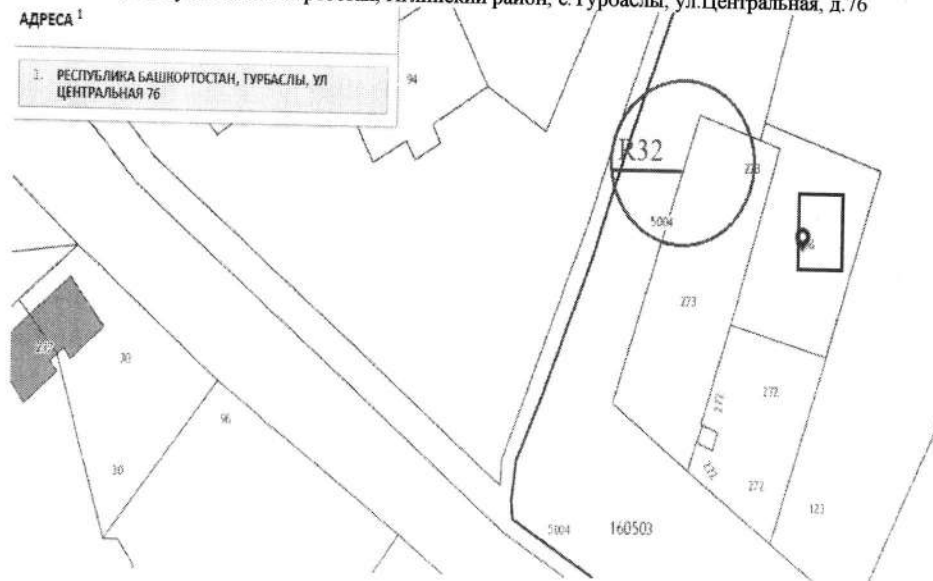 район, с.Турбаслы, ул.Центральная, д.76
АДРЕСА 1
1. РЕСПУБЛИКА БАШКОРТОСТАН, ТУРБАСЛЫ, УЛ
ЦЕНТРАЛЬНАЯ 76
94
R32
273
5004
273
30
272
96
272
30
272
272
123
5004
160503